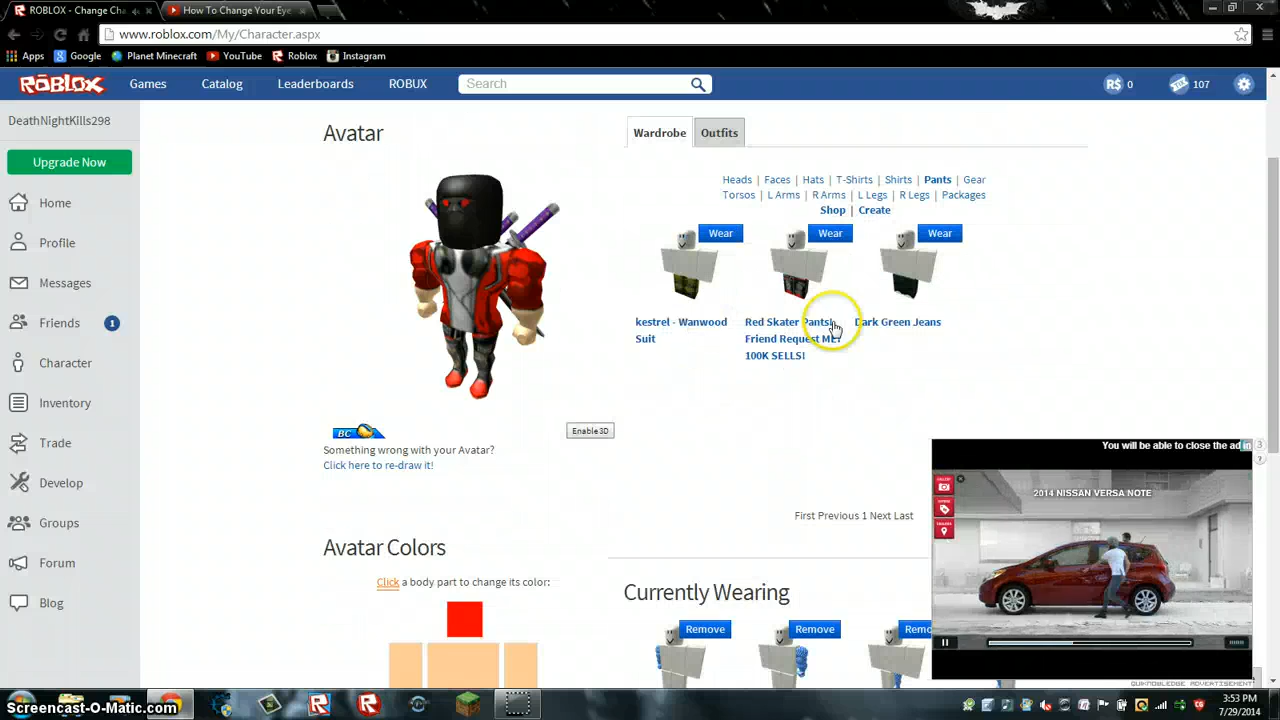 ROBLOX - Change Cha
How To Change Your Eye
www.roblox.com/My/Character.aspx
Apps Google Planet Minecraft YouTube Roblox Instagram
ROBLOX Games Catalog Leaderboards ROBUX Search R$ 0 107
DeathNightKills298
Upgrade Now
Home
Profile
Messages
Friends 1
Character
Inventory
Trade
Develop
Groups
Forum
Blog
Avatar
BC
Enable 3D
Something wrong with your Avatar?
Click here to re-draw it!
Avatar Colors
Click a body part to change its color:
Wardrobe Outfits
Heads | Faces | Hats | T-Shirts | Shirts | Pants | Gear
Torsos | L Arms | R Arms | L Legs | R Legs | Packages
Shop | Create
Wear Wear Wear
kestrel - Wanwood
Suit
Red Skater Pants!
Friend Request ME!
100K SELLS!
Dark Green Jeans
First Previous 1 Next Last
Currently Wearing
Remove Remove Remo
You will be able to close the ad in 3
?
2014 NISSAN VERSA NOTE
ADVERTISEMENT
Screencast-O-Matic.com
3:53 PM
7/29/2014